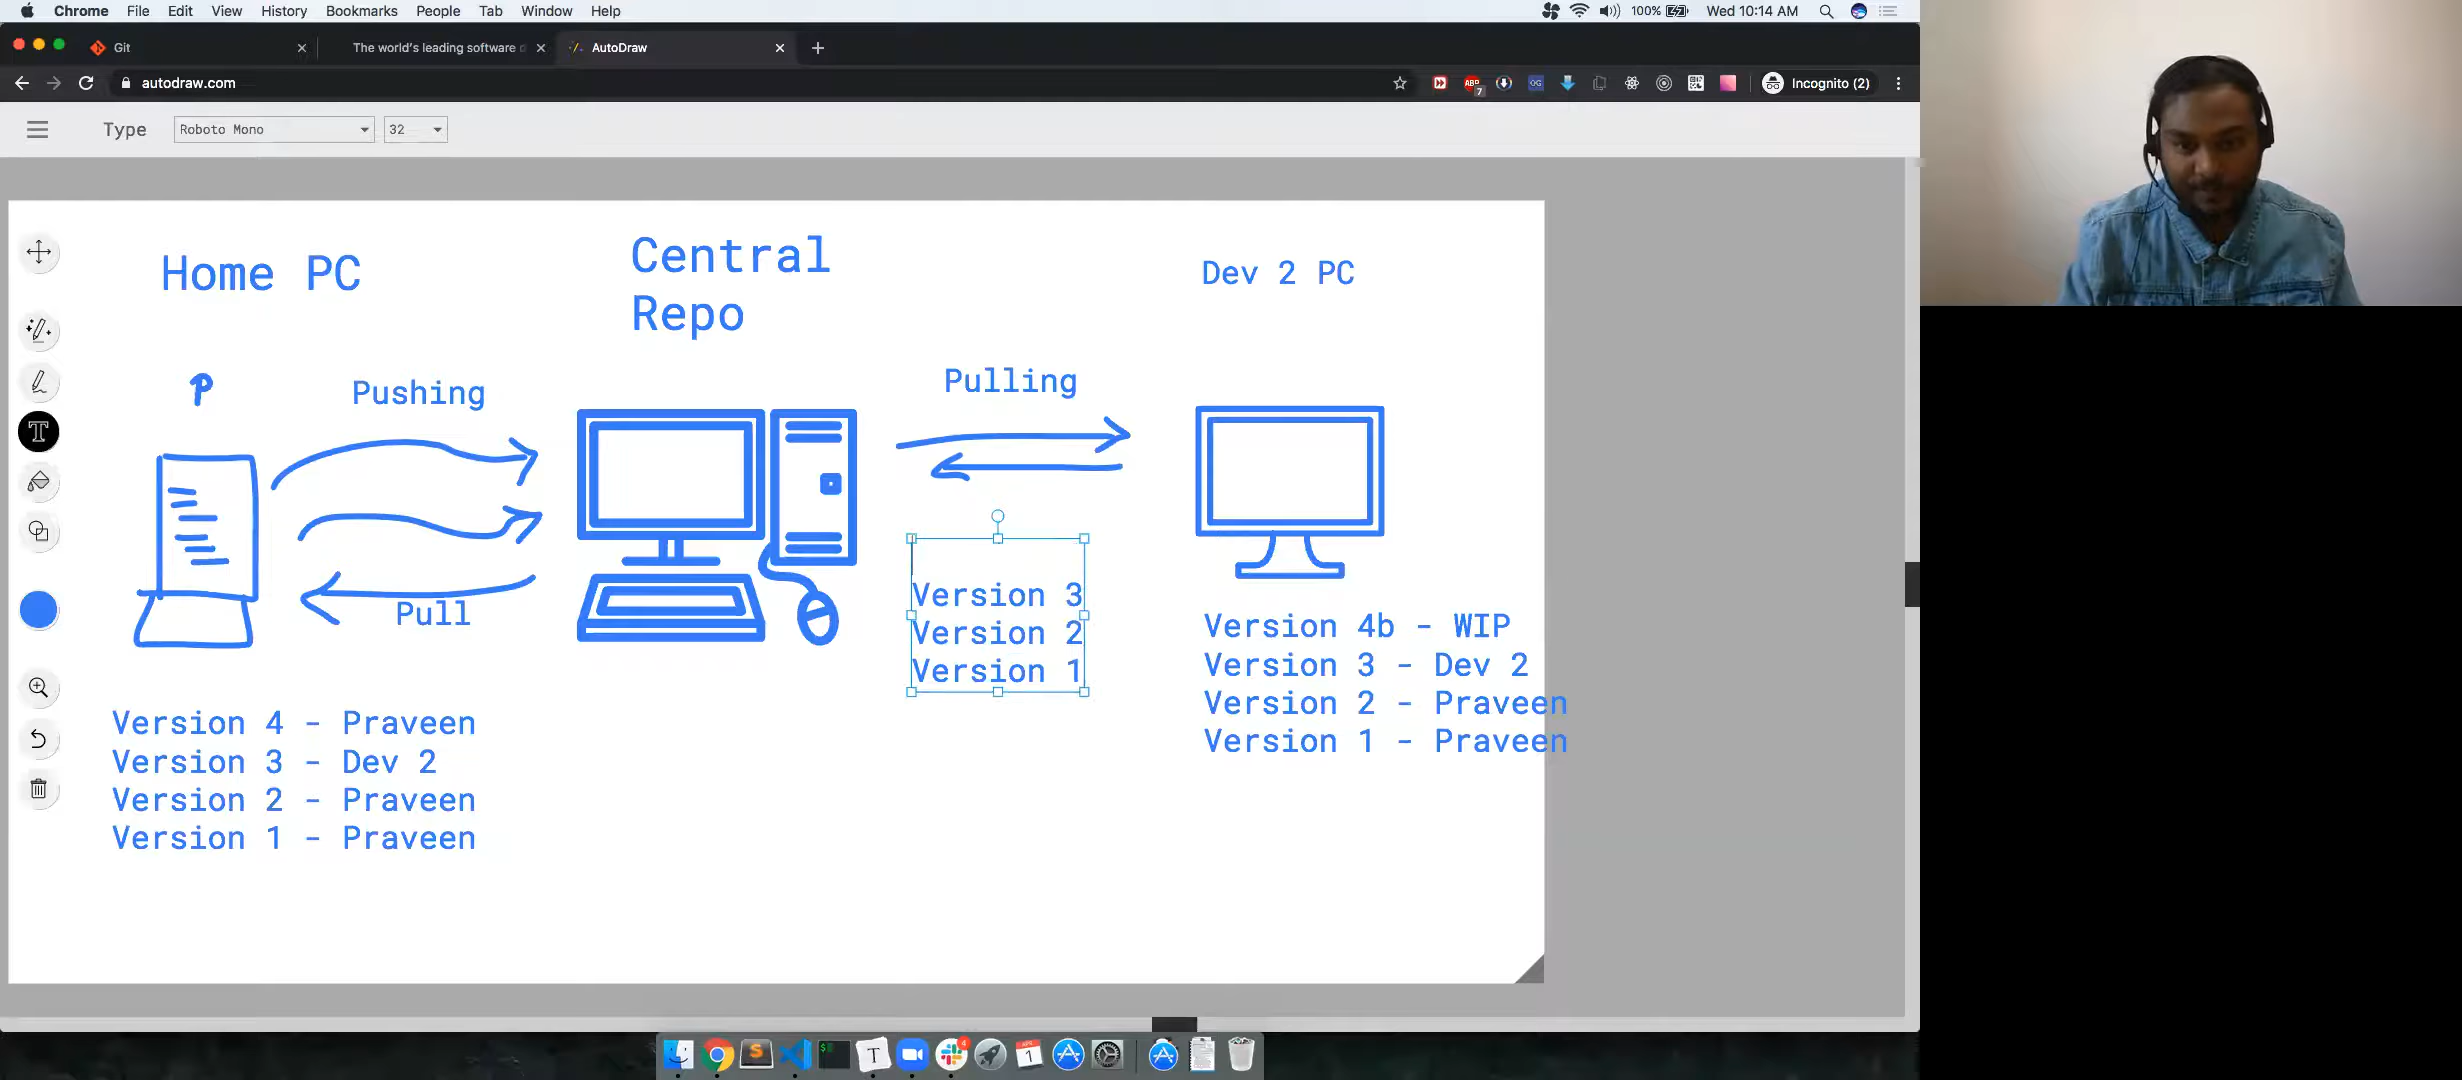 Chrome File Edit View History Bookmarks People Tab Window Help
100% Wed 10:14 AM
Git
The world's leading software d
AutoDraw
autodraw.com
ABP
7
OG
Incognito (2)
Type
Roboto Mono
32
Home PC
Central
Repo
Dev 2 PC
P
Pushing
Pulling
Pull
Version 3
Version 2
Version 1
Version 4b - WIP
Version 3 - Dev 2
Version 2 - Praveen
Version 1 - Praveen
Version 4 - Praveen
Version 3 - Dev 2
Version 2 - Praveen
Version 1 - Praveen